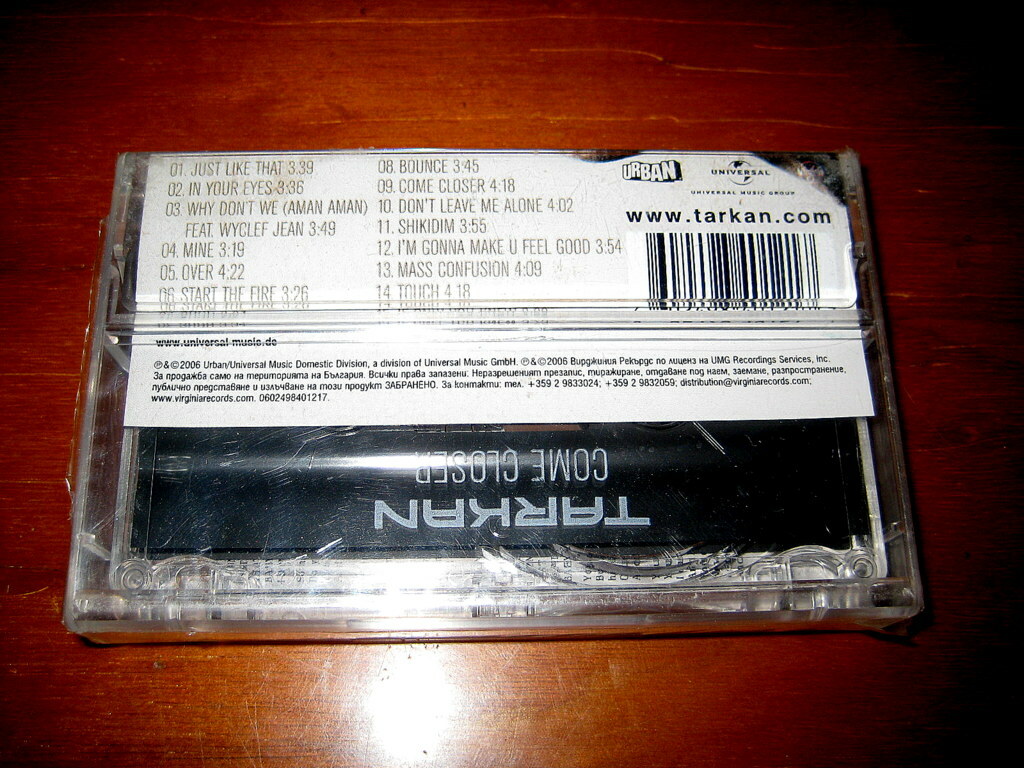 01. JUST LIKE THAT 3:39
02. IN YOUR EYES 3:36
03. WHY DON'T WE (AMAN AMAN)
FEAT. WYCLEF JEAN 3:49
04. MINE 3:19
05. OVER 4:22
06. START THE FIRE 3:26
08. BOUNCE 3:45
09. COME CLOSER 4:18
10. DON'T LEAVE ME ALONE 4:02
11. SHIKIDIM 3:55
12. I'M GONNA MAKE U FEEL GOOD 3:54
13. MASS CONFUSION 4:09
14 TOUCH 4.18
URBAN
UNIVERSAL
UNIVERSAL MUSIC GROUP
www.tarkan.com
www.universal-music.de
℗&©2006 Urban/Universal Music Domestic Division, a division of Universal Music GmbH. ℗&©2006 Вирджиния Рекърдс по лиценз на UMG Recordings Services, Inc.
За продажба само на територията на България. Всички права запазени. Неразрешеният презапис, тиражиране, отдаване под наем, заемане, разпространение,
публично представяне и излъчване на този продукт ЗАБРАНЕНО. За контакти: тел. +359 2 9833024; +359 2 9832059; distribution@virginiarecords.com;
www.virginiarecords.com. 0602498401217.
COME CLOSER
TARKAN